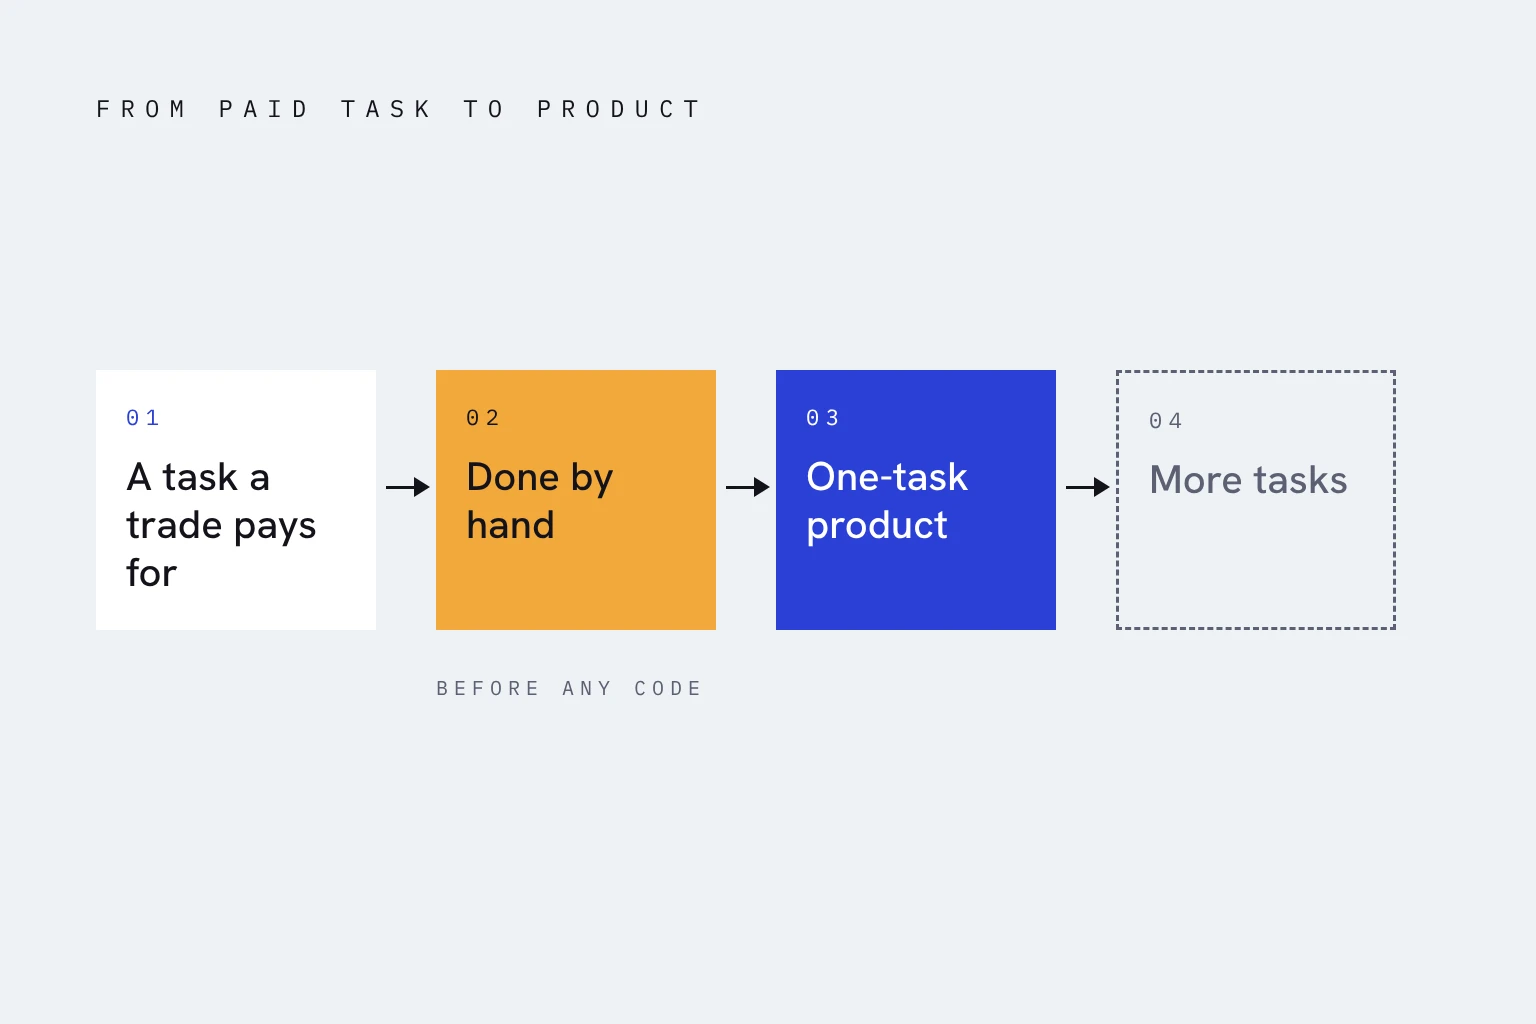 FROM PAID TASK TO PRODUCT
01
A task a
trade pays
for
02
Done by
hand
03
One-task
product
04
More tasks
BEFORE ANY CODE